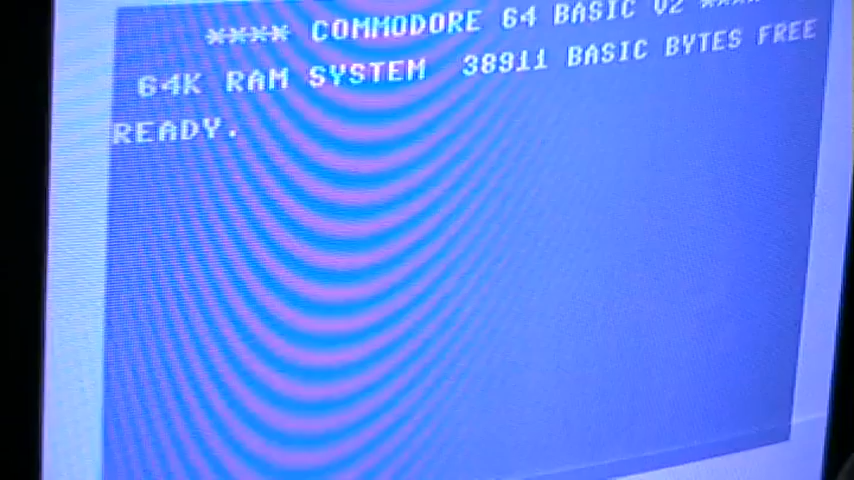 **** COMMODORE 64 BASIC V2 ****
64K RAM SYSTEM 38911 BASIC BYTES FREE
READY.